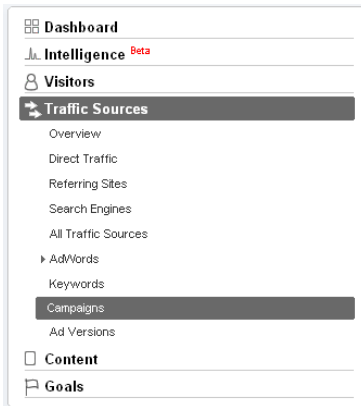 Dashboard
Intelligence Beta
Visitors
Traffic Sources
Overview
Direct Traffic
Referring Sites
Search Engines
All Traffic Sources
AdWords
Keywords
Campaigns
Ad Versions
Content
Goals